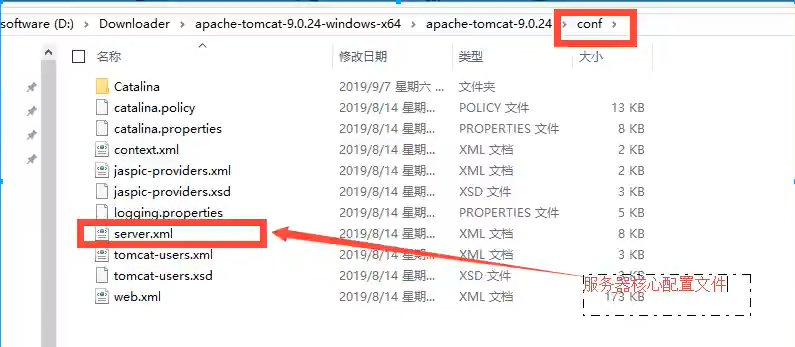 software (D:) › Downloader › apache-tomcat-9.0.24-windows-x64 › apache-tomcat-9.0.24 › conf ›
名称 修改日期 类型 大小
Catalina 2019/9/7 星期六 ... 文件夹
catalina.policy 2019/8/14 星期... POLICY 文件 13 KB
catalina.properties 2019/8/14 星期... PROPERTIES 文件 8 KB
context.xml 2019/8/14 星期... XML 文档 2 KB
jaspic-providers.xml 2019/8/14 星期... XML 文档 2 KB
jaspic-providers.xsd 2019/8/14 星期... XSD 文件 3 KB
logging.properties 2019/8/14 星期... PROPERTIES 文件 5 KB
server.xml 2019/8/14 星期... XML 文档 8 KB
tomcat-users.xml 2019/8/14 星期... XML 文档 3 KB
tomcat-users.xsd 2019/8/14 星期... XSD 文件 3 KB
服务器核心配置文件
web.xml 2019/8/14 星期... XML 文档 173 KB